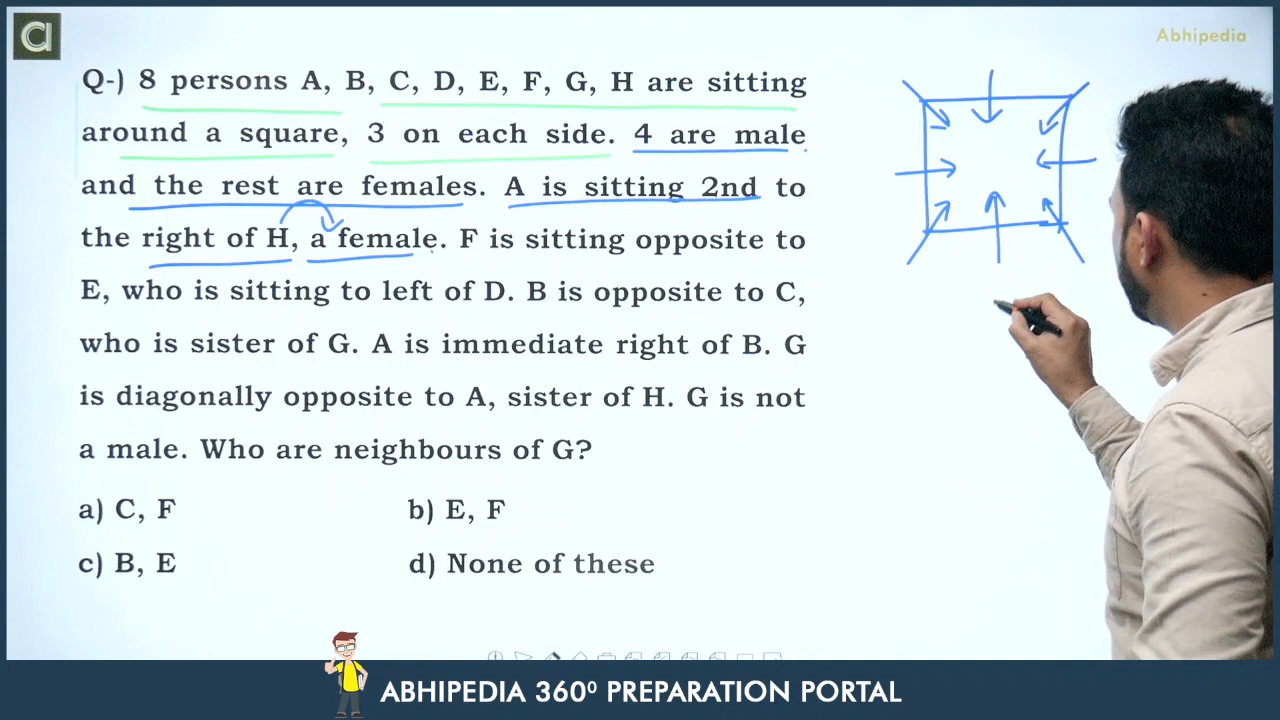 Abhipedia
Q-) 8 persons A, B, C, D, E, F, G, H are sitting
around a square, 3 on each side. 4 are male
and the rest are females. A is sitting 2nd to
the right of H, a female. F is sitting opposite to
E, who is sitting to left of D. B is opposite to C,
who is sister of G. A is immediate right of B. G
is diagonally opposite to A, sister of H. G is not
a male. Who are neighbours of G?
a) C, F
b) E, F
c) B, E
d) None of these
ABHIPEDIA 360⁰ PREPARATION PORTAL